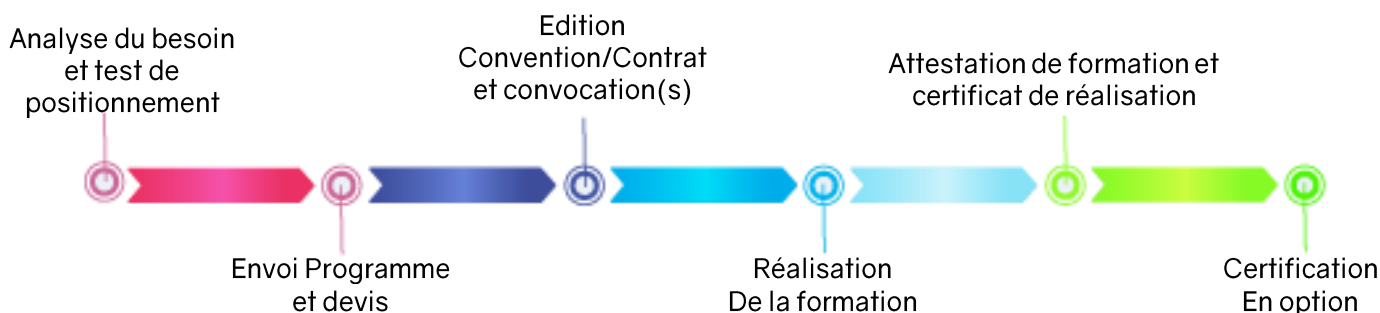 Analyse du besoin
et test de
positionnement
Envoi Programme
et devis
Edition
Convention/Contrat
et convocation(s)
Réalisation
De la formation
Attestation de formation et
certificat de réalisation
Certification
En option